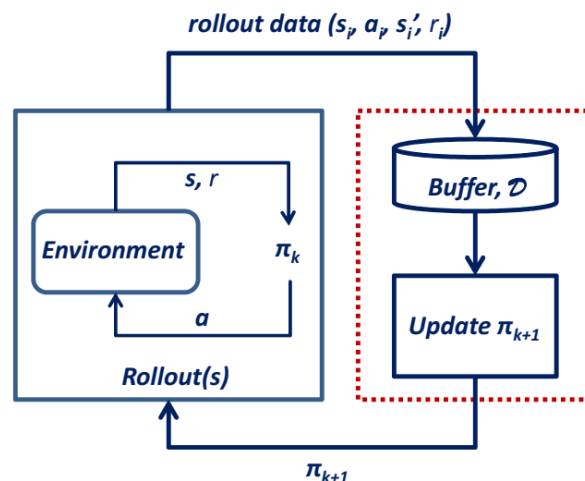 rollout data (sᵢ, aᵢ, sᵢ′, rᵢ)
s, r
Environment
πₖ
a
Rollout(s)
Buffer, 𝒟
Update πₖ₊₁
πₖ₊₁